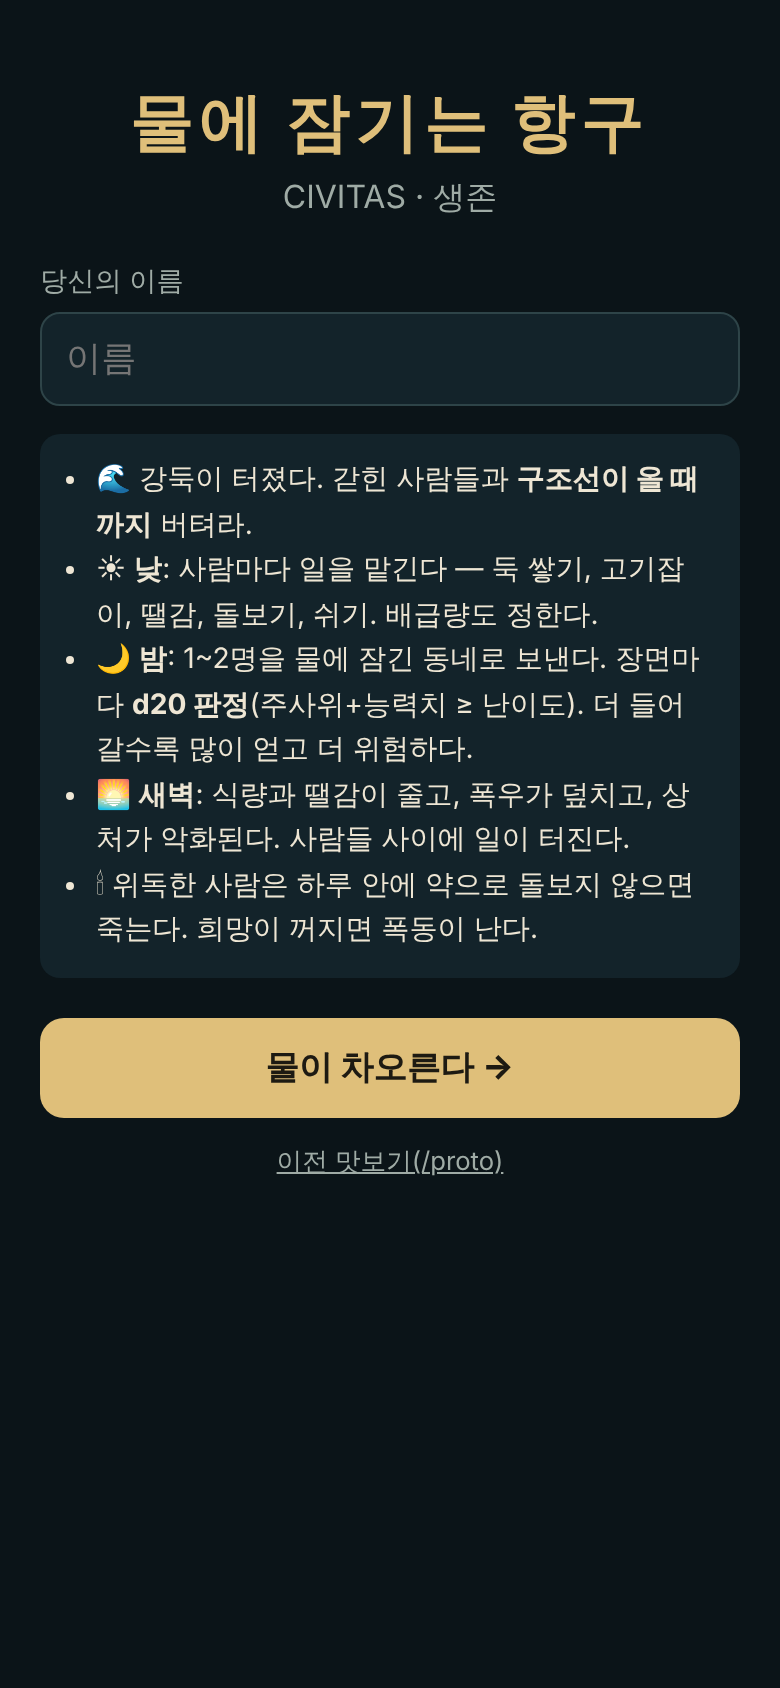 물에 잠기는 항구
CIVITAS · 생존
당신의 이름
이름
• 🌊 강둑이 터졌다. 갇힌 사람들과 구조선이 올 때
까지 버텨라.
• ☀ 낮: 사람마다 일을 맡긴다 — 둑 쌓기, 고기잡
이, 땔감, 돌보기, 쉬기. 배급량도 정한다.
• 🌙 밤: 1~2명을 물에 잠긴 동네로 보낸다. 장면마
다 d20 판정(주사위+능력치 ≥ 난이도). 더 들어
갈수록 많이 얻고 더 위험하다.
• 🌅 새벽: 식량과 땔감이 줄고, 폭우가 덮치고, 상
처가 악화된다. 사람들 사이에 일이 터진다.
• 🕯 위독한 사람은 하루 안에 약으로 돌보지 않으면
죽는다. 희망이 꺼지면 폭동이 난다.
물이 차오른다 →
이전 맛보기(/proto)